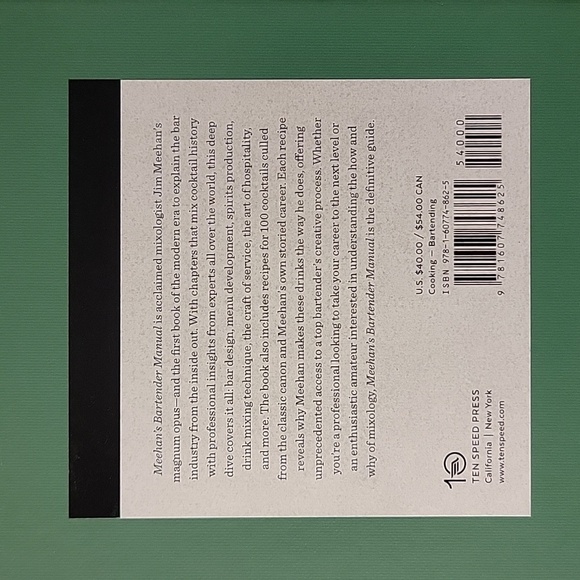 Meehan's Bartender Manual is acclaimed mixologist Jim Meehan's
magnum opus—and the first book of the modern era to explain the bar
industry from the inside out. With chapters that mix cocktail history
with professional insights from experts all over the world, this deep
dive covers it all: bar design, menu development, spirits production,
drink mixing technique, the craft of service, the art of hospitality,
and more. The book also includes recipes for 100 cocktails culled
from the classic canon and Meehan's own storied career. Each recipe
reveals why Meehan makes these drinks the way he does, offering
unprecedented access to a top bartender's creative process. Whether
you're a professional looking to take your career to the next level or
an enthusiastic amateur interested in understanding the how and
why of mixology, Meehan's Bartender Manual is the definitive guide.
10
TEN SPEED PRESS
California | New York
www.tenspeed.com
U.S. $40.00 / $54.00 CAN
Cooking — Bartending
ISBN 978-1-60774-862-5
54000
9 781607 748625